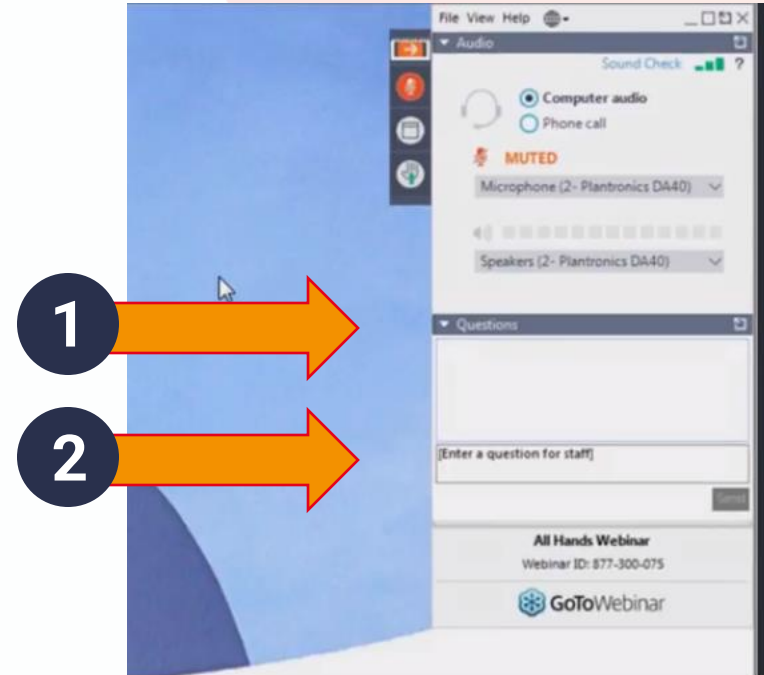 File View Help
Audio
Sound Check ?
Computer audio
Phone call
MUTED
Microphone (2- Plantronics DA40)
Speakers (2- Plantronics DA40)
1
Questions
2
[Enter a question for staff]
Send
All Hands Webinar
Webinar ID: 877-300-075
GoToWebinar